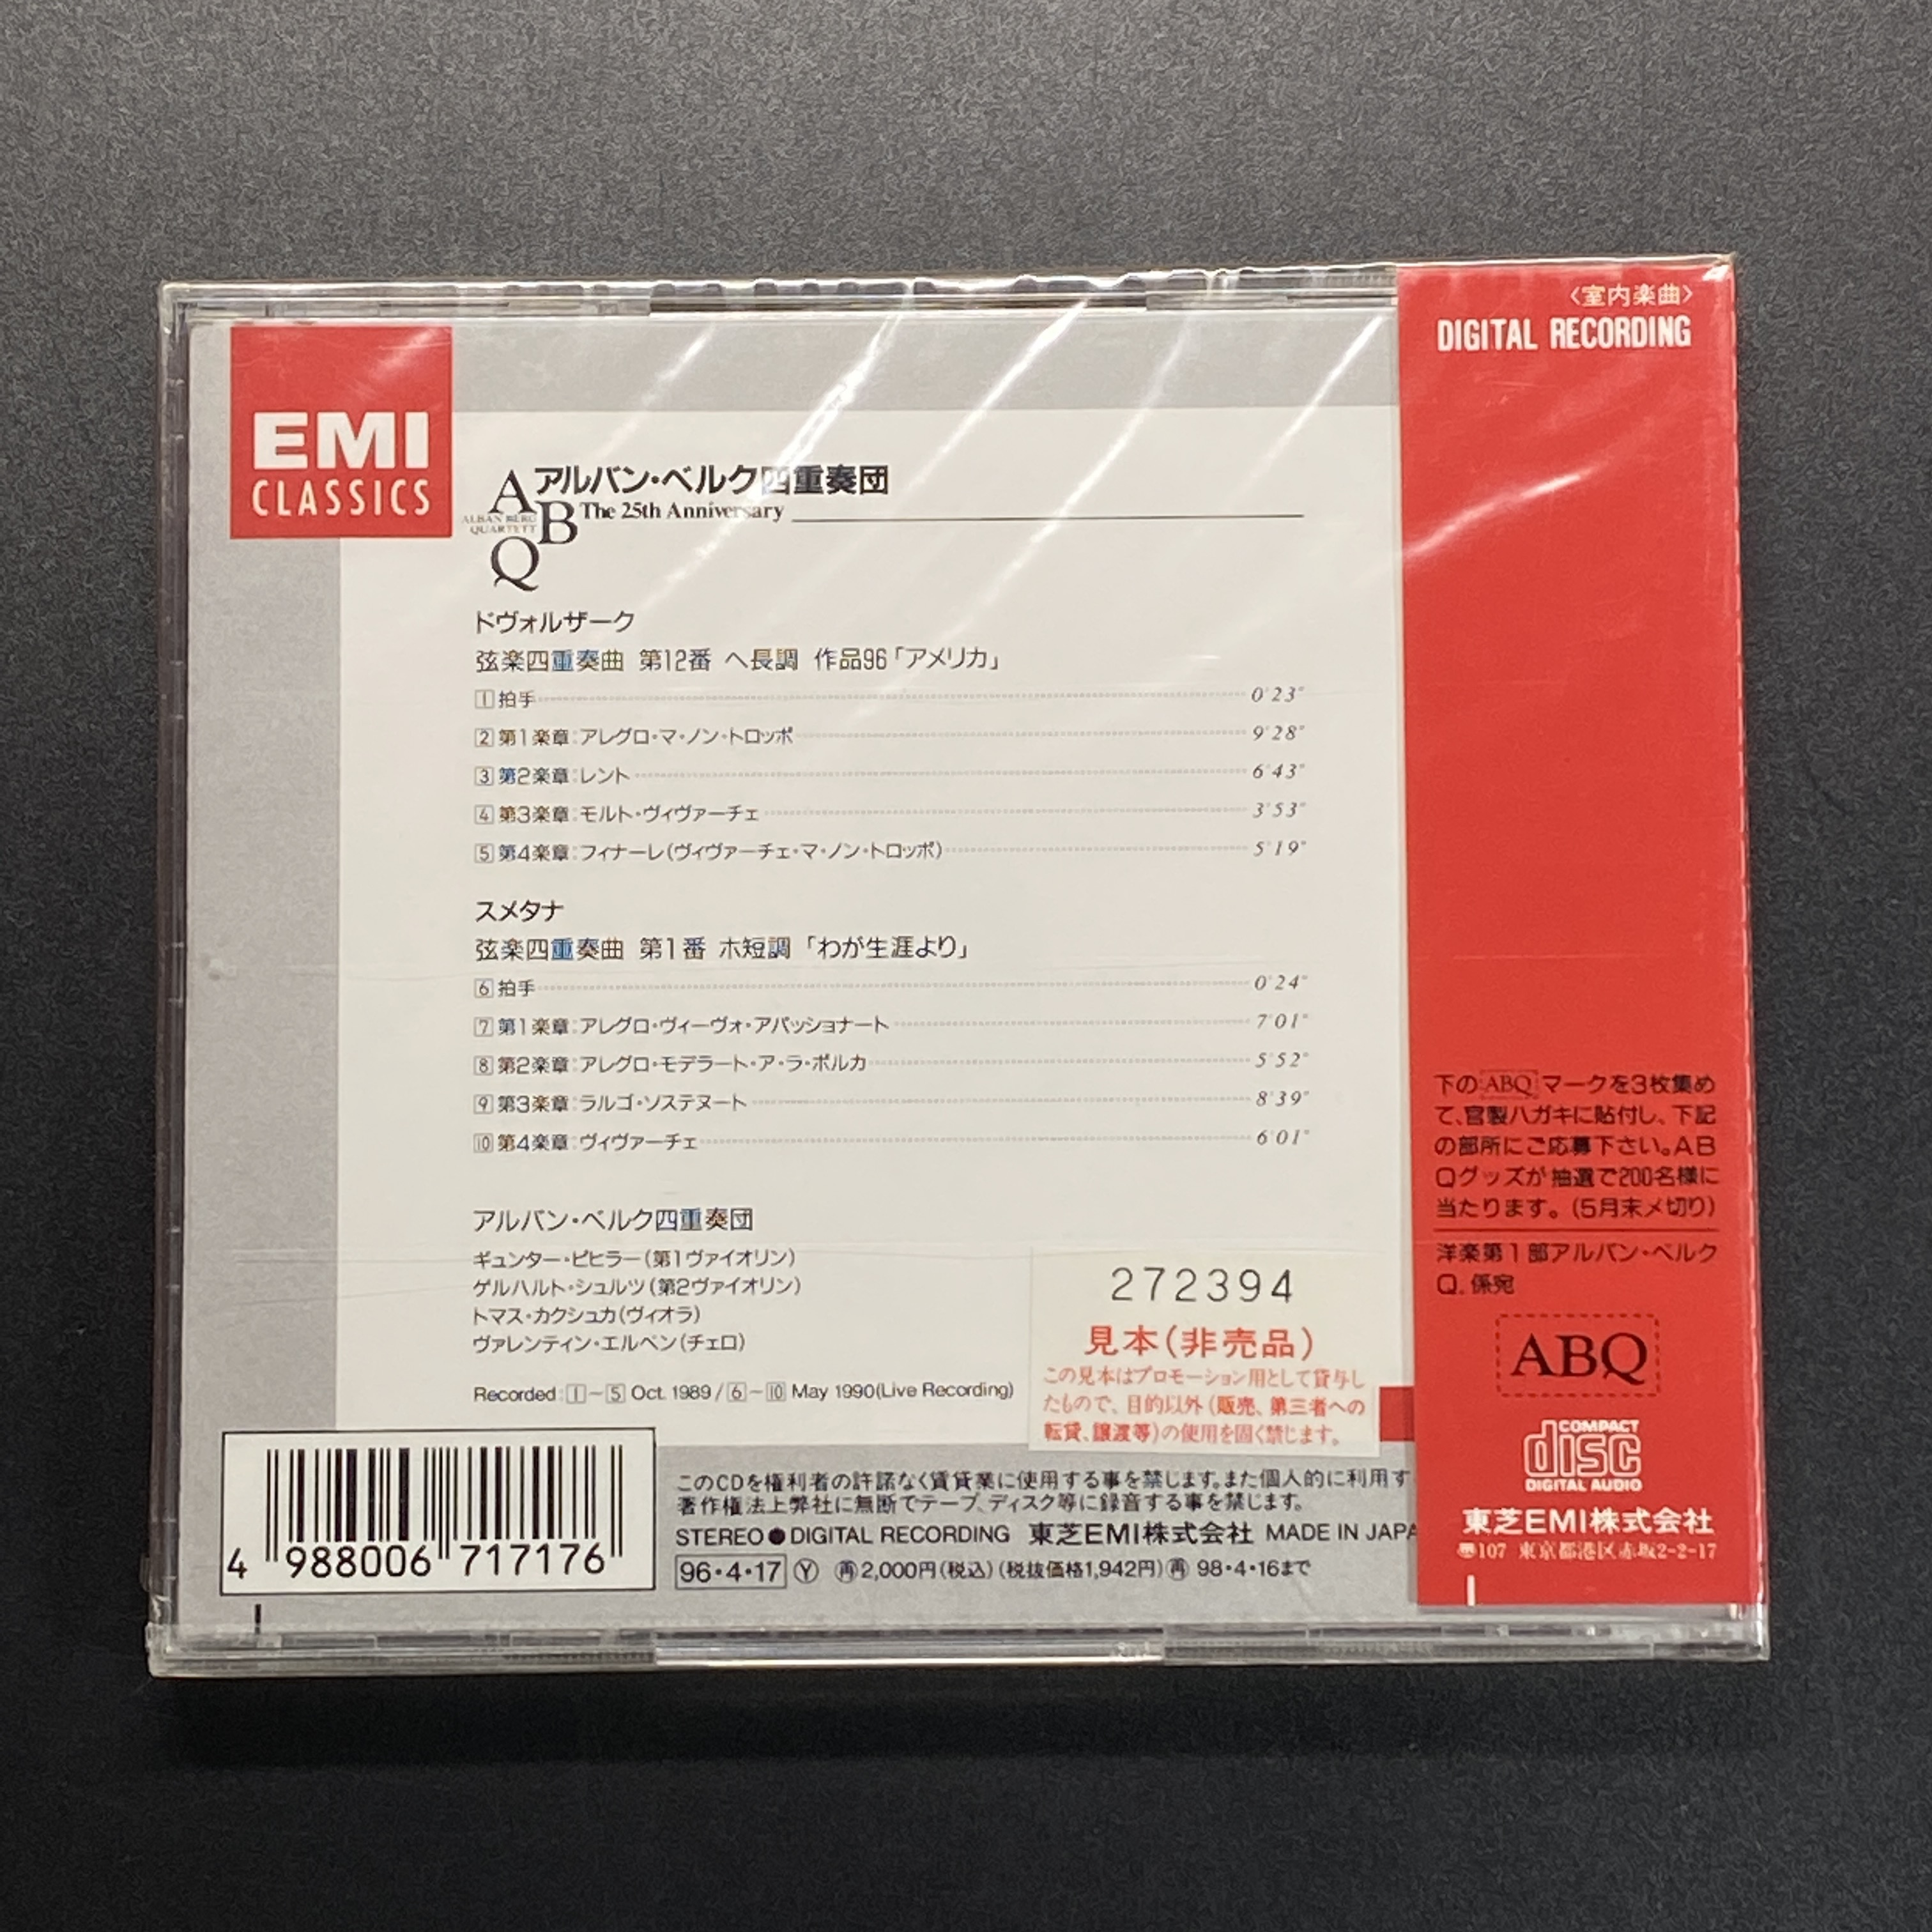 EMI
CLASSICS
アルバン・ベルク四重奏団
ABQ
ALBAN BERG
QUARTETT
The 25th Anniversary
ドヴォルザーク
弦楽四重奏曲 第12番 ヘ長調 作品96「アメリカ」
1 拍手 0'23"
2 第1楽章:アレグロ・マ・ノン・トロッポ 9'28"
3 第2楽章:レント 6'43"
4 第3楽章:モルト・ヴィヴァーチェ 3'53"
5 第4楽章:フィナーレ(ヴィヴァーチェ・マ・ノン・トロッポ) 5'19"
スメタナ
弦楽四重奏曲 第1番 ホ短調 「わが生涯より」
6 拍手 0'24"
7 第1楽章:アレグロ・ヴィーヴォ・アパッショナート 7'01"
8 第2楽章:アレグロ・モデラート・ア・ラ・ポルカ 5'52"
9 第3楽章:ラルゴ・ソステヌート 8'39"
10 第4楽章:ヴィヴァーチェ 6'01"
アルバン・ベルク四重奏団
ギュンター・ピヒラー(第1ヴァイオリン)
ゲルハルト・シュルツ(第2ヴァイオリン)
トマス・カクシュカ(ヴィオラ)
ヴァレンティン・エルベン(チェロ)
Recorded:1~5 Oct. 1989 / 6~10 May 1990(Live Recording)
272394
見本(非売品)
この見本はプロモーション用として貸与し
たもので、目的以外(販売、第三者への
転貸、譲渡等)の使用を固く禁じます。
4 988006 717176
このCDを権利者の許諾なく賃貸業に使用する事を禁じます。また個人的に利用す
著作権法上弊社に無断でテープ、ディスク等に録音する事を禁じます。
STEREO●DIGITAL RECORDING 東芝EMI株式会社 MADE IN JAPA
96・4・17 Ⓨ 再2,000円(税込)(税抜価格1,942円)再 98・4・16まで
〈室内楽曲〉
DIGITAL RECORDING
下のABQマークを3枚集め
て、官製ハガキに貼付し、下記
の部所にご応募下さい。AB
Qグッズが抽選で200名様に
当たります。(5月末〆切り)
洋楽第1部アルバン・ベルク
Q.係宛
ABQ
COMPACT
disc
DIGITAL AUDIO
東芝EMI株式会社
〠107 東京都港区赤坂2-2-17